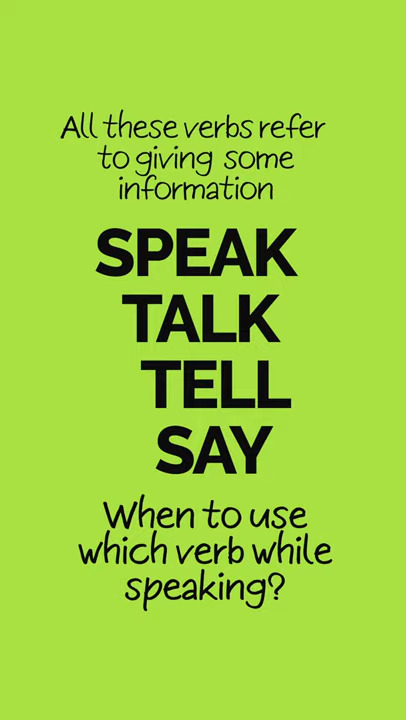 All these verbs refer
to giving some
information
SPEAK
TALK
TELL
SAY
When to use
which verb while
speaking?